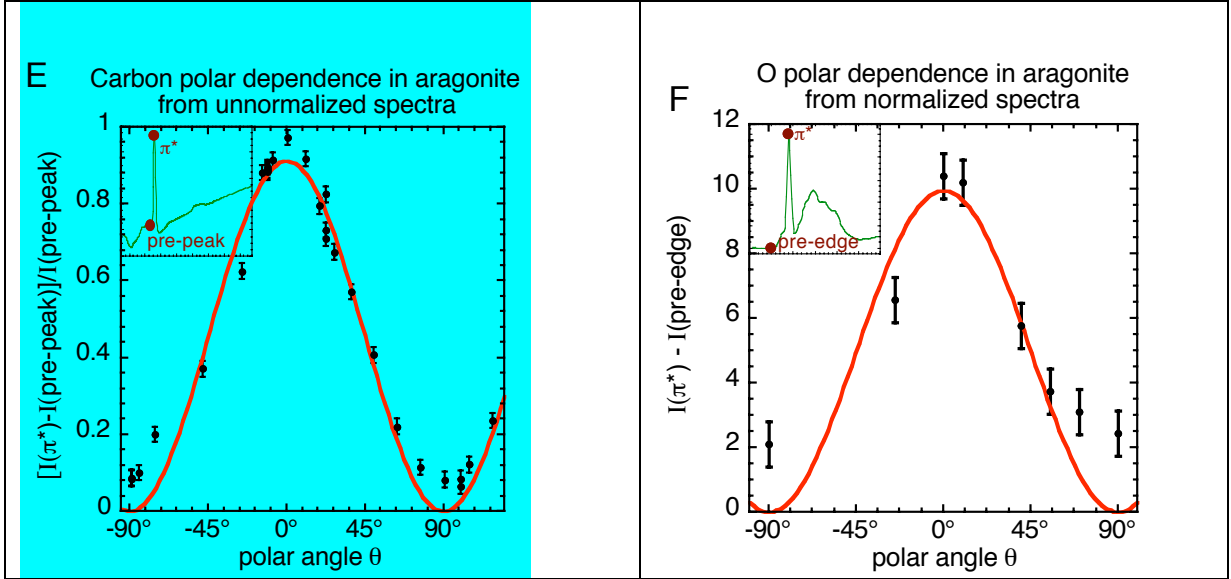 E
Carbon polar dependence in aragonite
from unnormalized spectra
[I(π*)-I(pre-peak)]/I(pre-peak)
1
0.8
0.6
0.4
0.2
0
π*
pre-peak
-90° -45° 0° 45° 90°
polar angle θ
F
O polar dependence in aragonite
from normalized spectra
I(π*) - I(pre-edge)
12
10
8
6
4
2
0
π*
pre-edge
-90° -45° 0° 45° 90°
polar angle θ